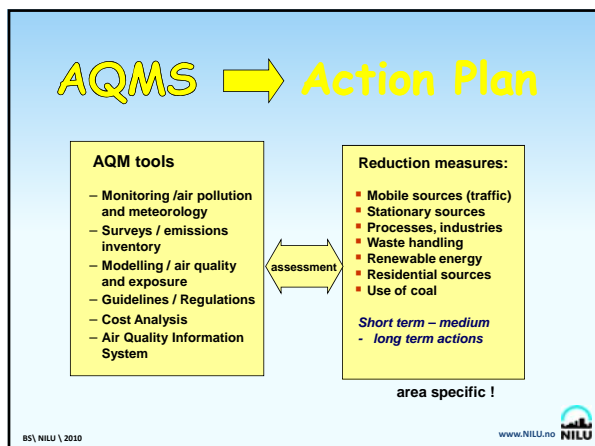 AQMS Action Plan
AQM tools
– Monitoring /air pollution
and meteorology
– Surveys / emissions
inventory
– Modelling / air quality
and exposure
– Guidelines / Regulations
– Cost Analysis
– Air Quality Information
System
assessment
Reduction measures:
▪ Mobile sources (traffic)
▪ Stationary sources
▪ Processes, industries
▪ Waste handling
▪ Renewable energy
▪ Residential sources
▪ Use of coal
Short term – medium
- long term actions
area specific !
BS\ NILU \ 2010
www.NILU.no
NILU